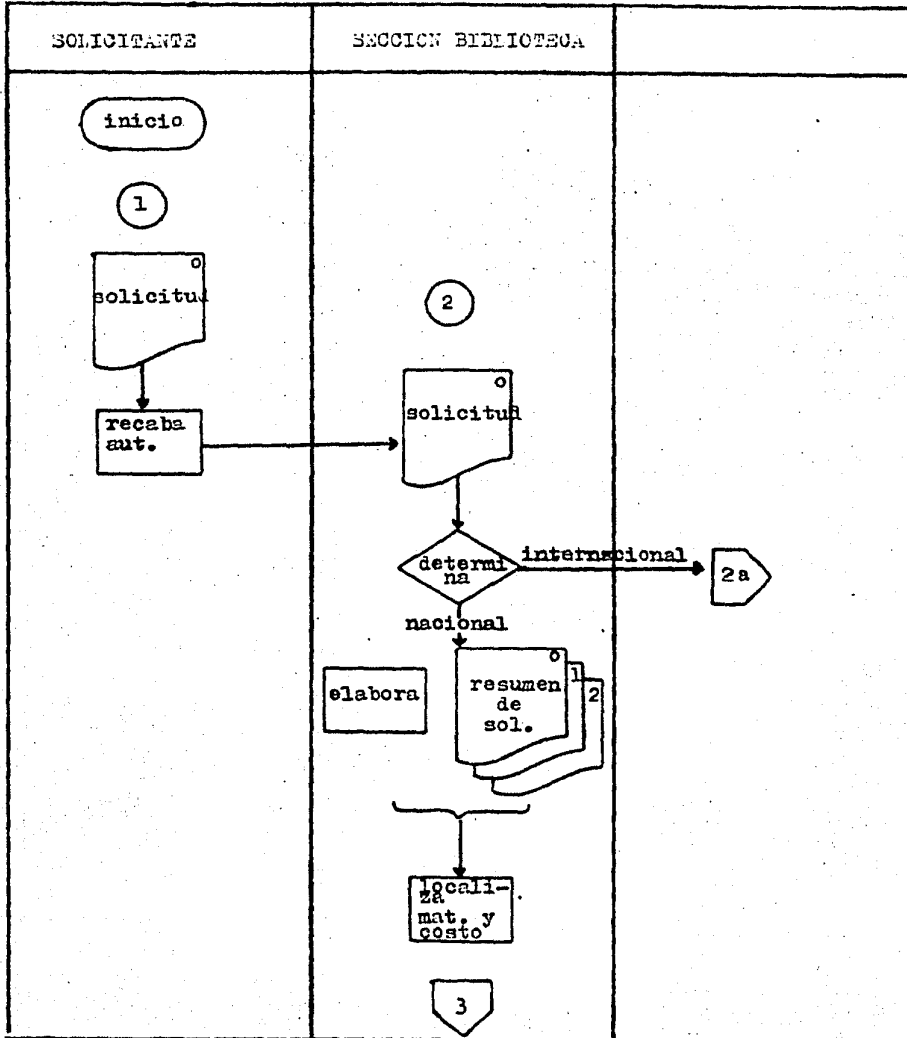 SOLICITANTE
SECCION BIBLIOTECA
inicio
1
o
solicitud
recaba
aut.
2
o
solicitud
determi
na
internacional
2a
nacional
elabora
o
resumen
de
sol.
1
2
locali-
za
mat. y
costo
3